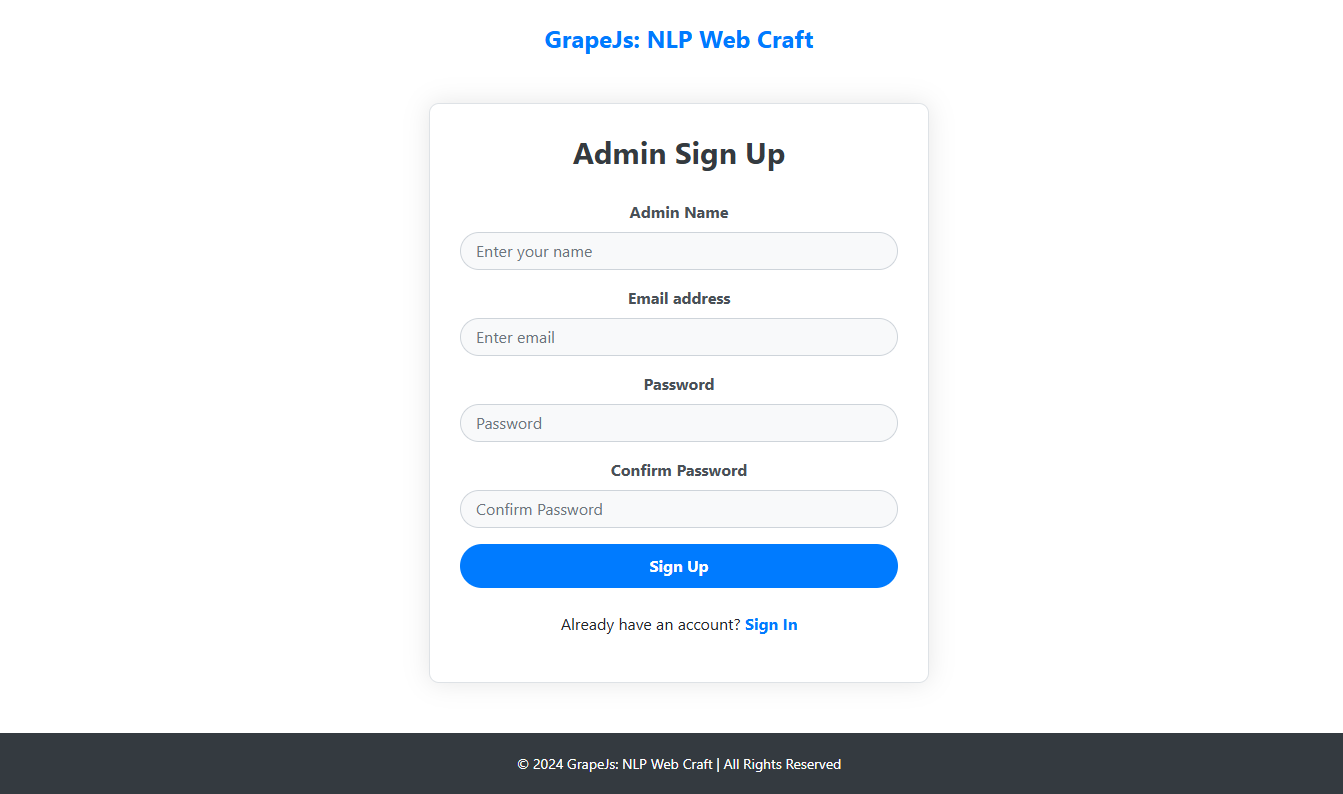 GrapeJs: NLP Web Craft
Admin Sign Up
Admin Name
Enter your name
Email address
Enter email
Password
Password
Confirm Password
Confirm Password
Sign Up
Already have an account? Sign In
© 2024 GrapeJs: NLP Web Craft | All Rights Reserved